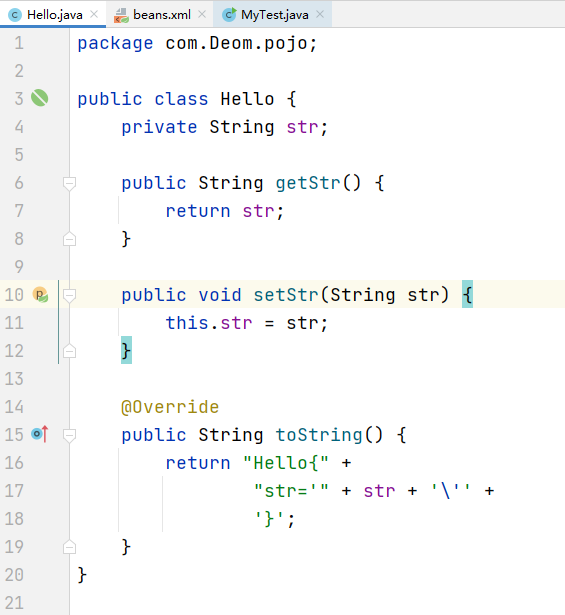 Hello.java × beans.xml × MyTest.java ×
1 package com.Deom.pojo;
2
3 public class Hello {
4 private String str;
5
6 public String getStr() {
7 return str;
8 }
9
10 public void setStr(String str) {
11 this.str = str;
12 }
13
14 @Override
15 public String toString() {
16 return "Hello{" +
17 "str='" + str + '\'' +
18 '}';
19 }
20 }
21